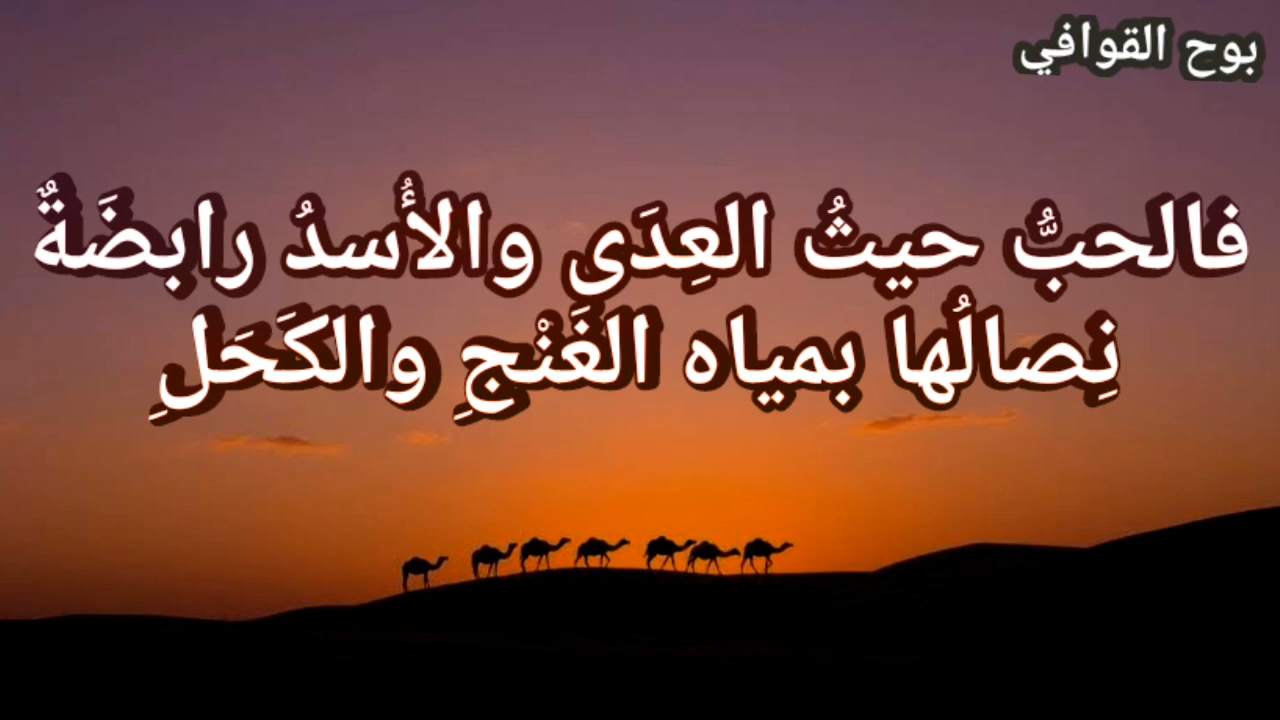 بوح القوافي
فالحبُّ حيثُ العِدَى والأُسدُ رابضَةٌ
نِصالُها بمياه الغَنْجِ والكَحَلِ